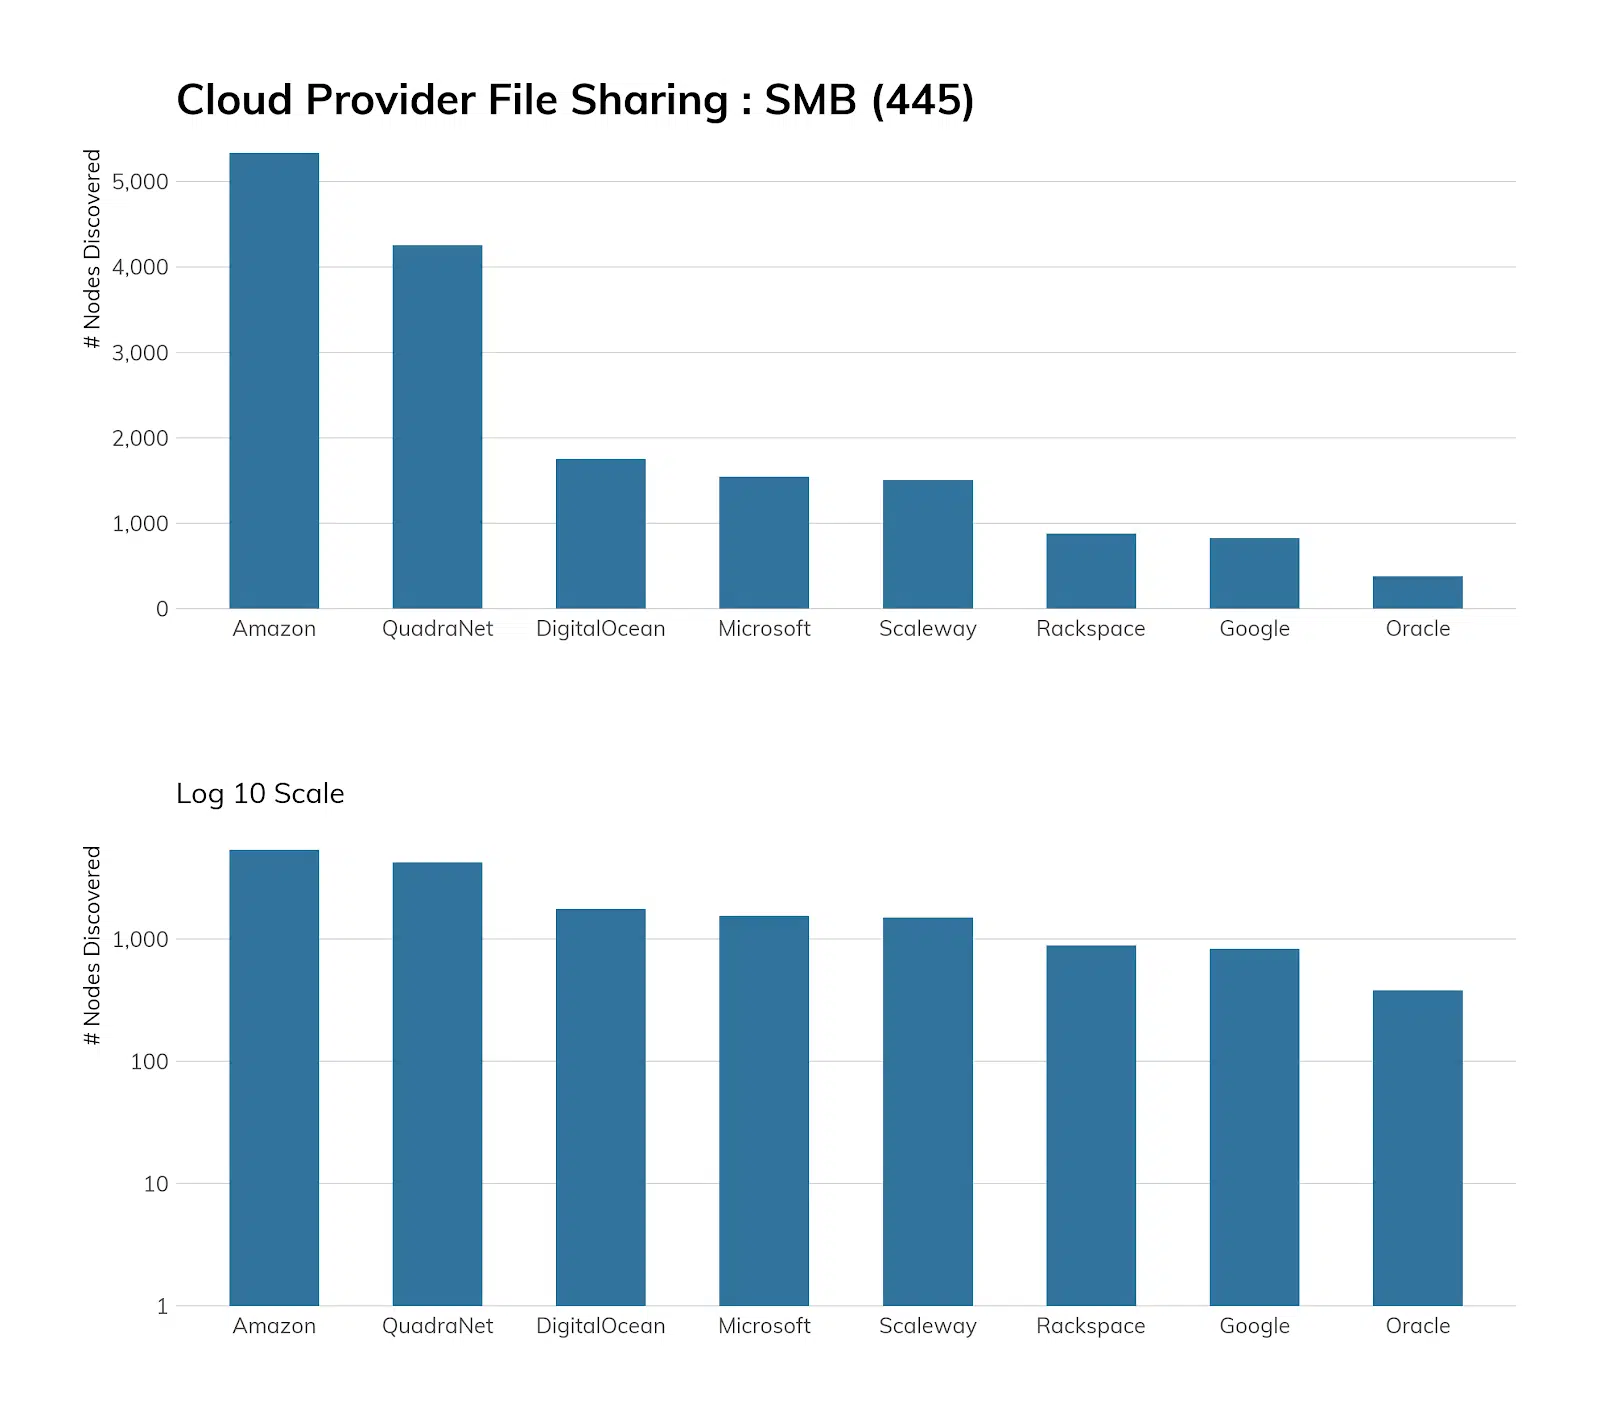 Cloud Provider File Sharing : SMB (445)
# Nodes Discovered
5,000
4,000
3,000
2,000
1,000
0
Amazon QuadraNet DigitalOcean Microsoft Scaleway Rackspace Google Oracle
Log 10 Scale
# Nodes Discovered
1,000
100
10
1
Amazon QuadraNet DigitalOcean Microsoft Scaleway Rackspace Google Oracle